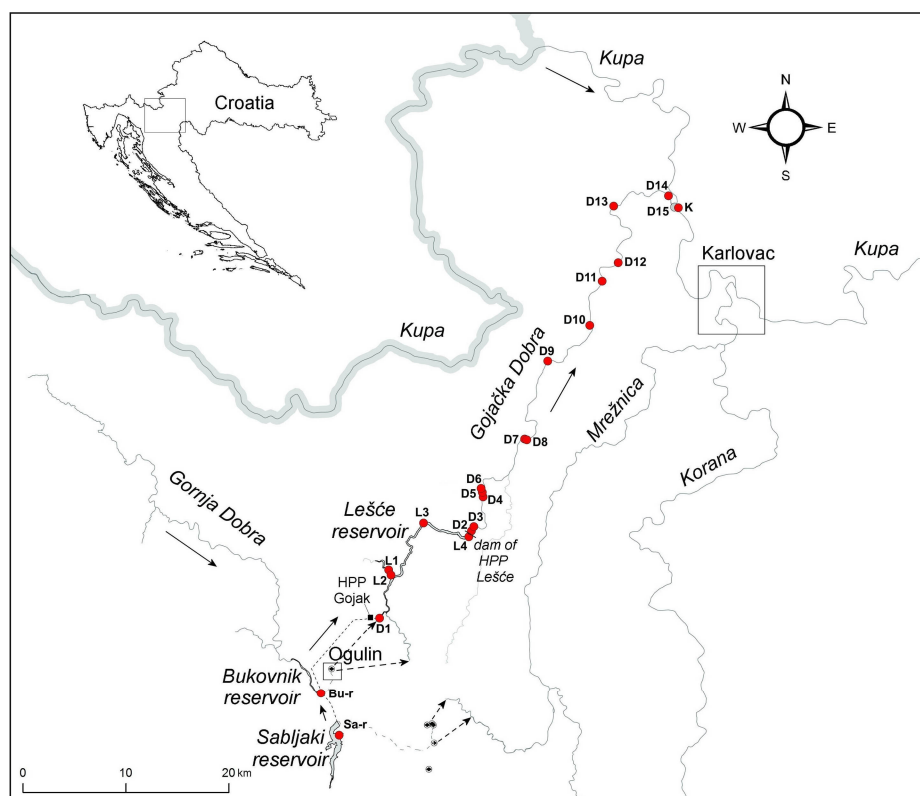 Kupa
Croatia
N
W
E
S
D14
D13
D15
K
Karlovac
Kupa
D12
D11
Kupa
D10
D9
Gojačka Dobra
Mrežnica
D7
D8
Korana
Gornja Dobra
D6
D5
D4
Lešće
reservoir
L3
D3
D2
L4
dam of
HPP
Lešće
L1
L2
HPP
Gojak
D1
Ogulin
Bukovnik
reservoir
Bu-r
Sa-r
Sabljaki
reservoir
0
10
20 km